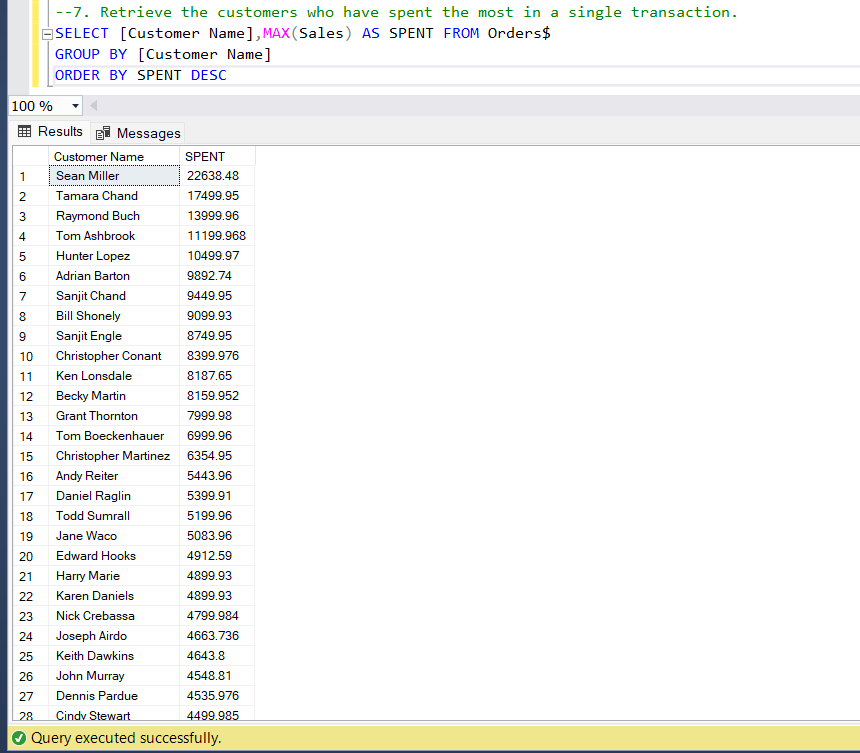 --7. Retrieve the customers who have spent the most in a single transaction.
SELECT [Customer Name],MAX(Sales) AS SPENT FROM Orders$
GROUP BY [Customer Name]
ORDER BY SPENT DESC
100 %
Results Messages
Customer Name SPENT
1 Sean Miller 22638.48
2 Tamara Chand 17499.95
3 Raymond Buch 13999.96
4 Tom Ashbrook 11199.968
5 Hunter Lopez 10499.97
6 Adrian Barton 9892.74
7 Sanjit Chand 9449.95
8 Bill Shonely 9099.93
9 Sanjit Engle 8749.95
10 Christopher Conant 8399.976
11 Ken Lonsdale 8187.65
12 Becky Martin 8159.952
13 Grant Thornton 7999.98
14 Tom Boeckenhauer 6999.96
15 Christopher Martinez 6354.95
16 Andy Reiter 5443.96
17 Daniel Raglin 5399.91
18 Todd Sumrall 5199.96
19 Jane Waco 5083.96
20 Edward Hooks 4912.59
21 Harry Marie 4899.93
22 Karen Daniels 4899.93
23 Nick Crebassa 4799.984
24 Joseph Airdo 4663.736
25 Keith Dawkins 4643.8
26 John Murray 4548.81
27 Dennis Pardue 4535.976
28 Cindy Stewart 4499.985
Query executed successfully.